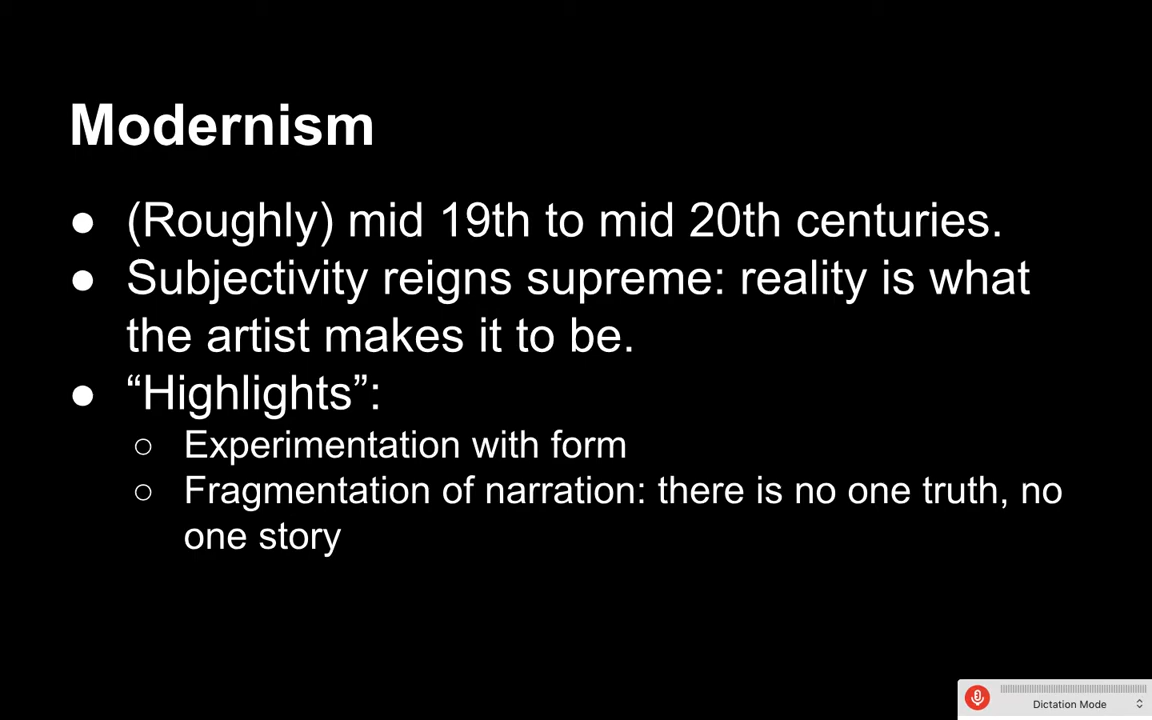 Modernism
● (Roughly) mid 19th to mid 20th centuries.
● Subjectivity reigns supreme: reality is what
the artist makes it to be.
● “Highlights”:
○ Experimentation with form
○ Fragmentation of narration: there is no one truth, no
one story
Dictation Mode